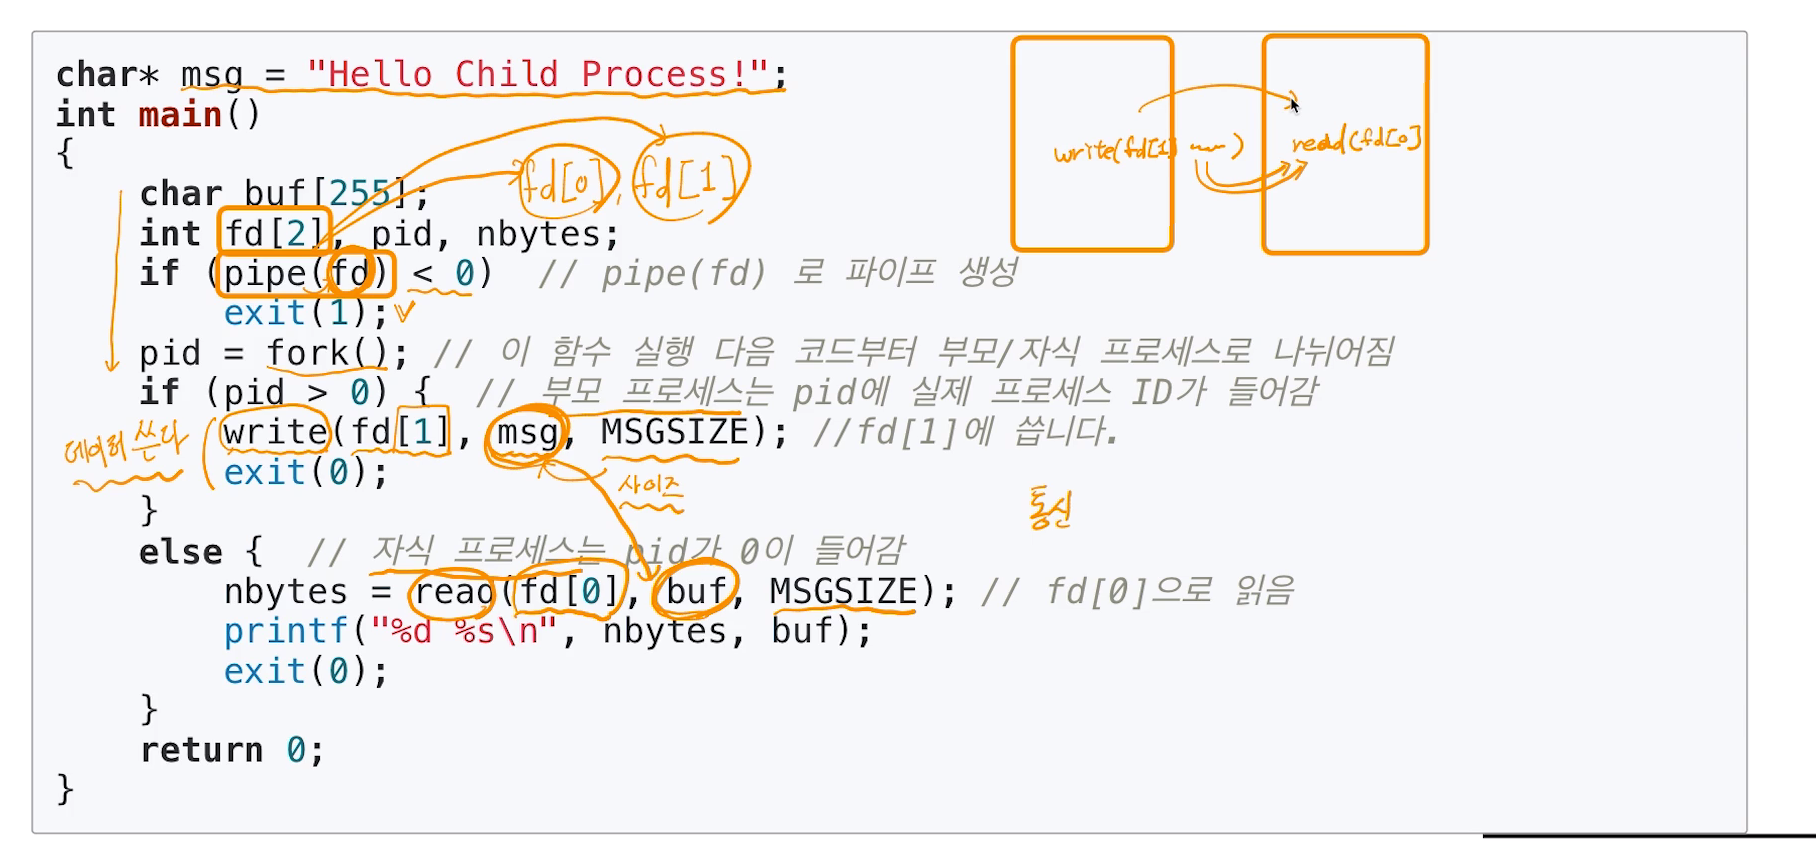 char* msg = "Hello Child Process!";
int main()
{
write(fd[1] ) read(fd[0]
fd[0], fd[1]
char buf[255];
int fd[2], pid, nbytes;
if (pipe(fd) < 0) // pipe(fd) 로 파이프 생성
exit(1);
pid = fork(); // 이 함수 실행 다음 코드부터 부모/자식 프로세스로 나뉘어짐
if (pid > 0) { // 부모 프로세스는 pid에 실제 프로세스 ID가 들어감
데이터 쓴다
write(fd[1], msg, MSGSIZE); //fd[1]에 씁니다.
exit(0);
사이즈
}
통신
else { // 자식 프로세스는 pid가 0이 들어감
nbytes = read(fd[0], buf, MSGSIZE); // fd[0]으로 읽음
printf("%d %s\n", nbytes, buf);
exit(0);
}
return 0;
}